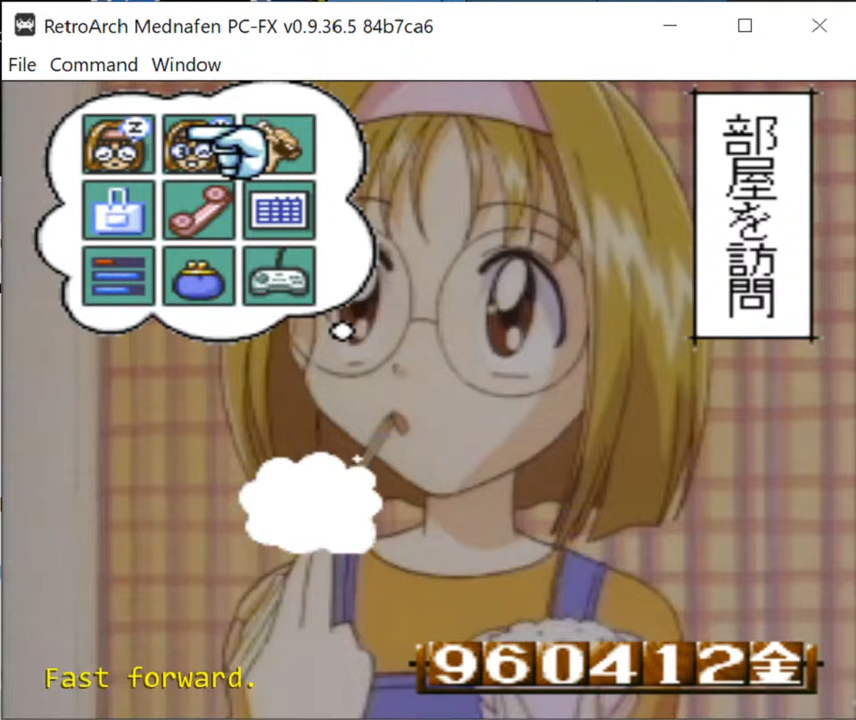 RetroArch Mednafen PC-FX v0.9.36.5 84b7ca6
File Command Window
Z
部屋を訪問
Fast forward.
960412金